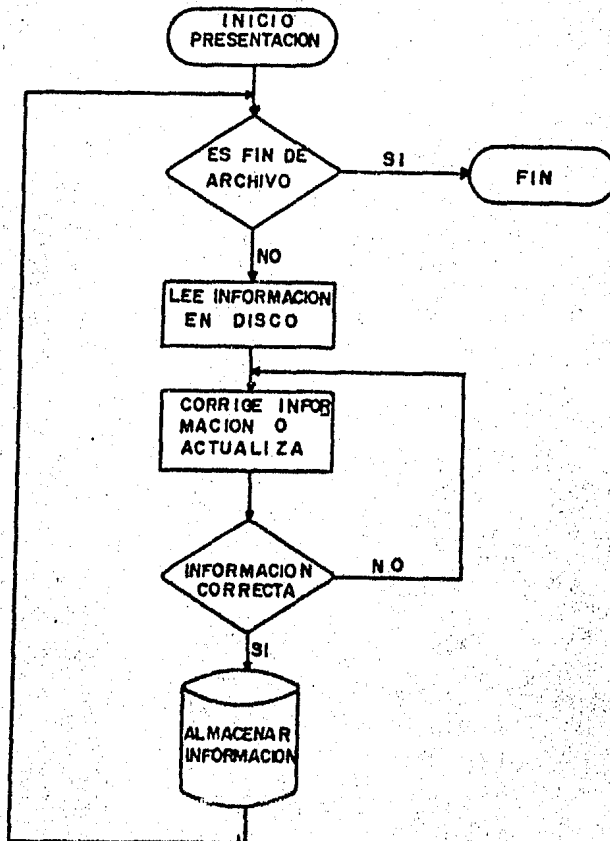 INICIO
PRESENTACION
ES FIN DE
ARCHIVO
SI
FIN
NO
LEE INFORMACION
EN DISCO
CORRIGE INFOR
MACION O
ACTUALIZA
INFORMACION
CORRECTA
NO
SI
ALMACENAR
INFORMACION